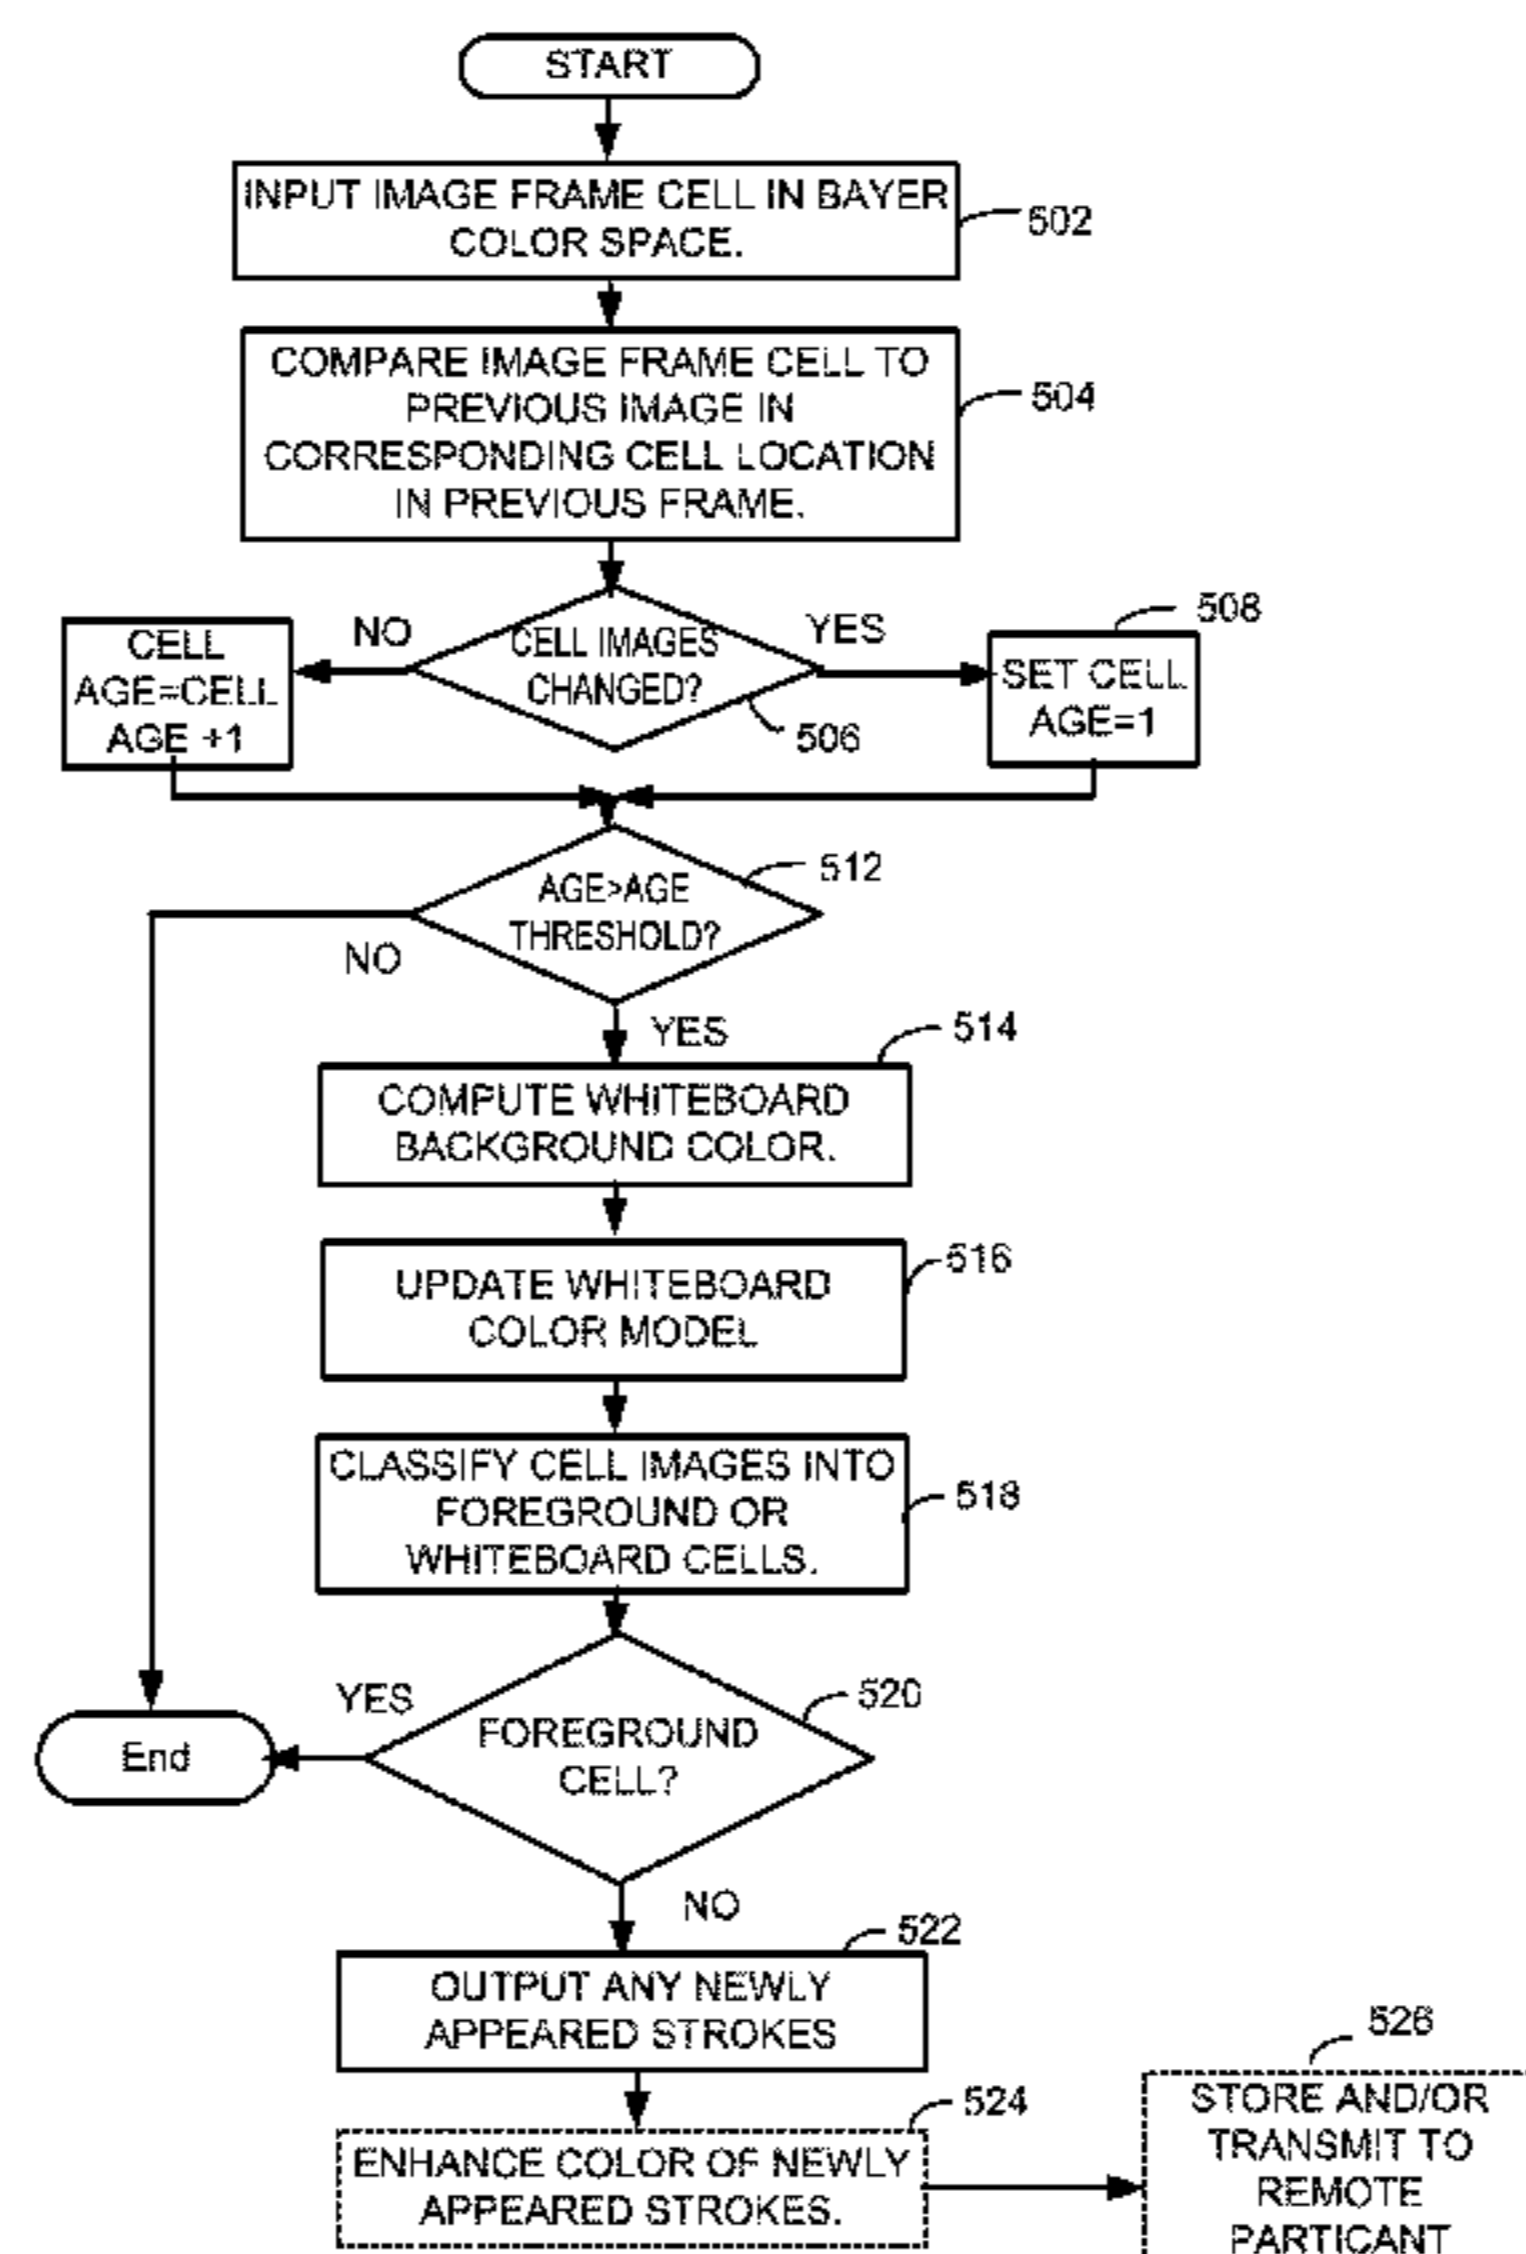 START
INPUT IMAGE FRAME CELL IN BAYER
COLOR SPACE.
502
COMPARE IMAGE FRAME CELL TO
PREVIOUS IMAGE IN
CORRESPONDING CELL LOCATION
IN PREVIOUS FRAME.
504
CELL
AGE=CELL
AGE +1
NO
CELL IMAGES
CHANGED?
YES
506
508
SET CELL
AGE=1
AGE>AGE
THRESHOLD?
512
NO
YES
514
COMPUTE WHITEBOARD
BACKGROUND COLOR.
516
UPDATE WHITEBOARD
COLOR MODEL
CLASSIFY CELL IMAGES INTO
FOREGROUND OR
WHITEBOARD CELLS.
518
YES
520
FOREGROUND
CELL?
End
NO
522
OUTPUT ANY NEWLY
APPEARED STROKES
524
ENHANCE COLOR OF NEWLY
APPEARED STROKES.
526
STORE AND/OR
TRANSMIT TO
REMOTE
PARTICANT